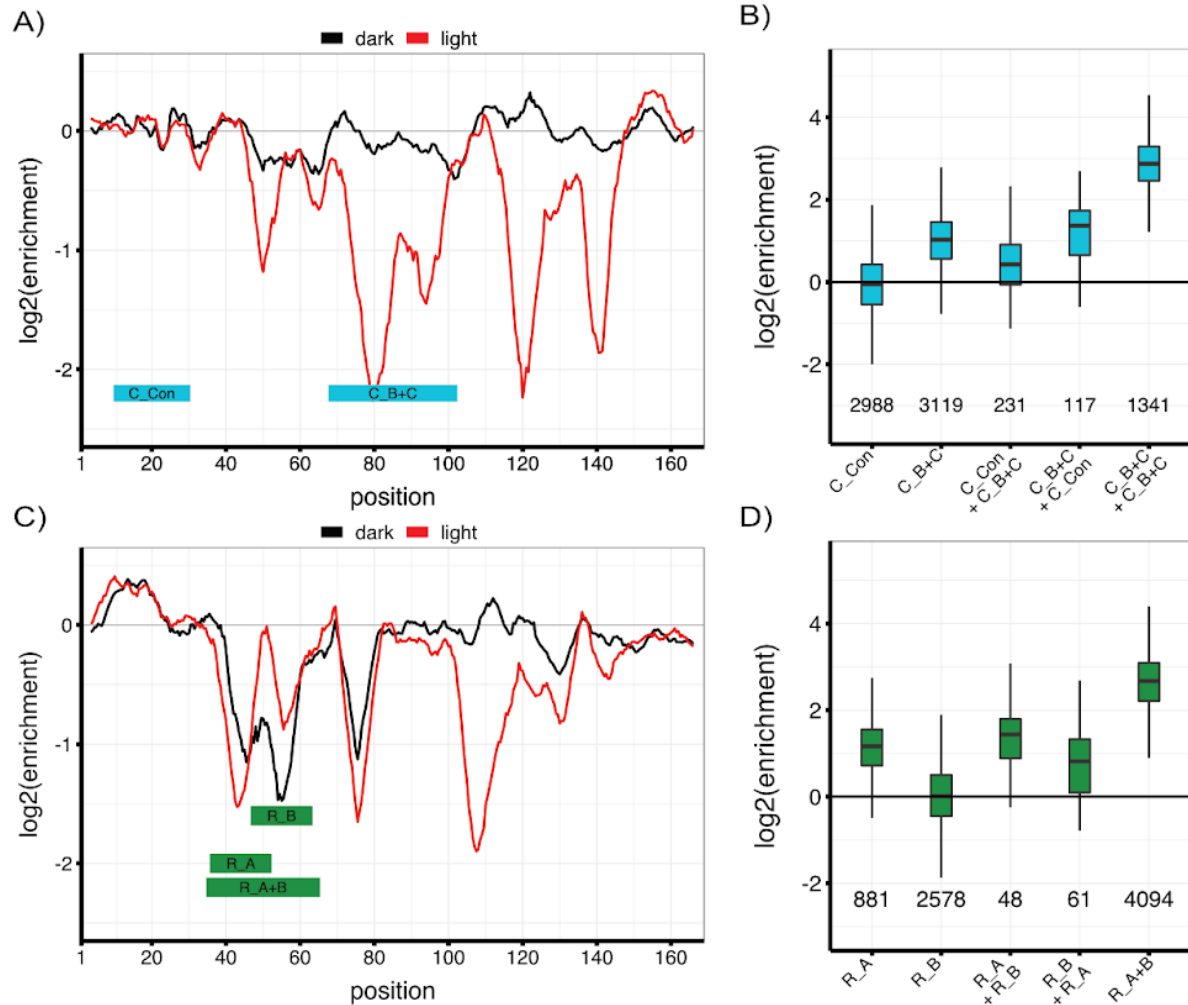 A)
dark light
log2(enrichment)
0
-1
-2
C_Con
C_B+C
1 20 40 60 80 100 120 140 160
position
B)
log2(enrichment)
4
2
0
-2
2988 3119 231 117 1341
C_Con
C_B+C
C_Con
+ C_B+C
C_B+C
+ C_Con
C_B+C
+ C_B+C
C)
dark light
log2(enrichment)
0
-1
-2
R_B
R_A
R_A+B
1 20 40 60 80 100 120 140 160
position
D)
log2(enrichment)
4
2
0
-2
881 2578 48 61 4094
R_A
R_B
R_A
+ R_B
R_B
+ R_A
R_A+B